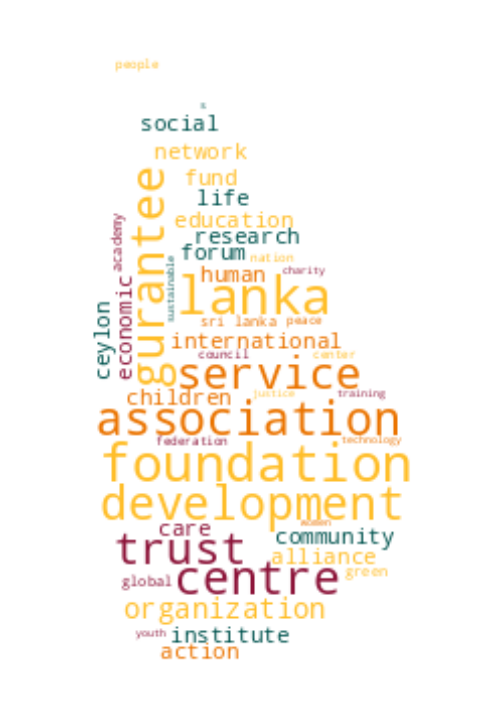 people
s
social
network
fund
life
education
research
forum
nation
gurantee
academy
sustainable
human
charity
lanka
economic
ceylon
sri lanka
peace
international
council
center
service
children
justice
training
association
federation
technology
foundation
development
women
care
community
trust
alliance
centre
green
global
organization
youth
institute
action